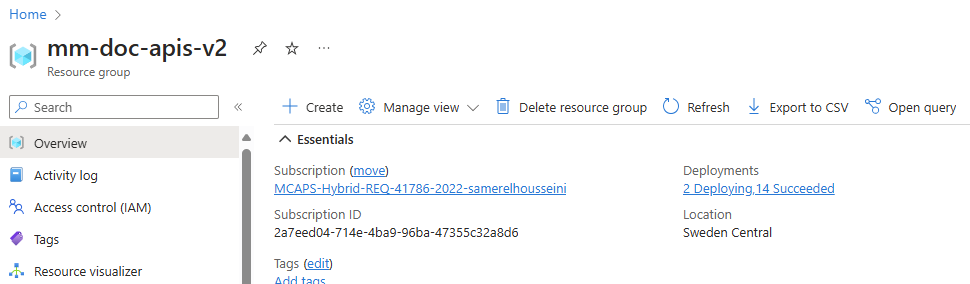 Home
mm-doc-apis-v2
Resource group
Search
Create Manage view Delete resource group Refresh Export to CSV Open query
Overview
Activity log
Access control (IAM)
Tags
Resource visualizer
Essentials
Subscription (move)
MCAPS-Hybrid-REQ-41786-2022-samerelhousseini
Subscription ID
2a7eed04-714e-4ba9-96ba-47355c32a8d6
Tags (edit)
Add tags
Deployments
2 Deploying,14 Succeeded
Location
Sweden Central